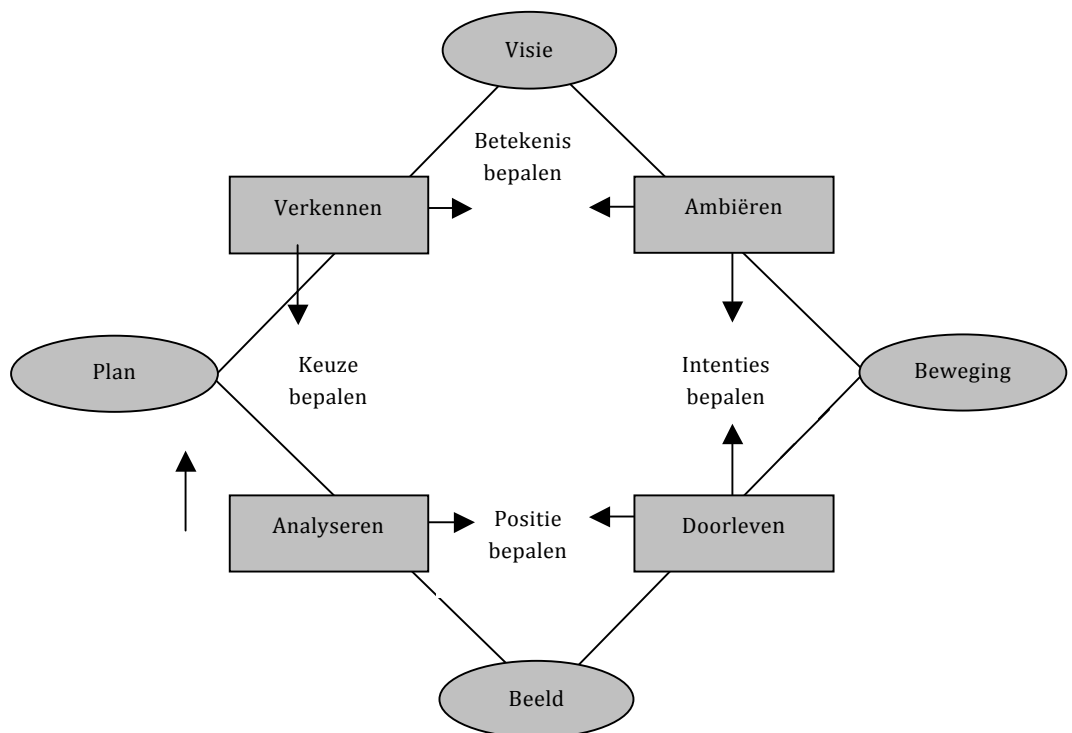 Visie
Betekenis
bepalen
Verkennen
Ambiëren
Plan
Keuze
bepalen
Intenties
bepalen
Beweging
Analyseren
Positie
bepalen
Doorleven
Beeld